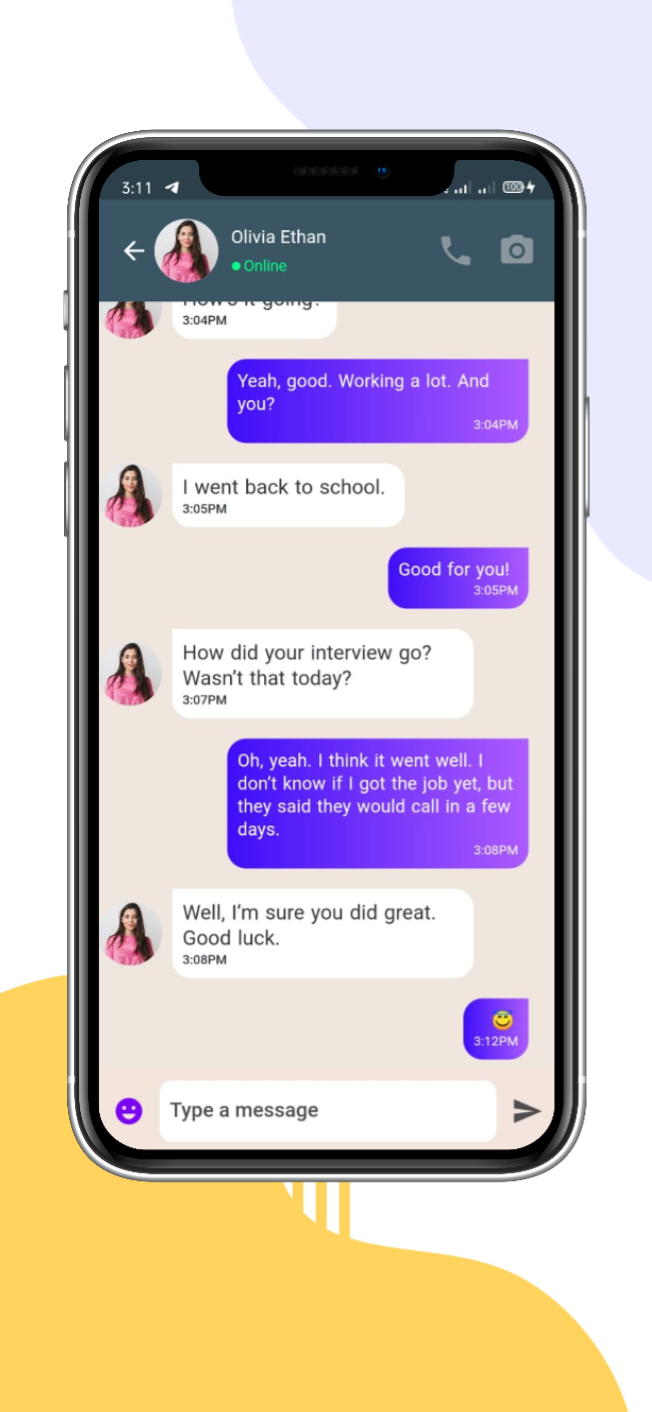 3:11
100
Olivia Ethan
Online
How's it going?
3:04PM
Yeah, good. Working a lot. And
you?
3:04PM
I went back to school.
3:05PM
Good for you!
3:05PM
How did your interview go?
Wasn't that today?
3:07PM
Oh, yeah. I think it went well. I
don't know if I got the job yet, but
they said they would call in a few
days.
3:08PM
Well, I'm sure you did great.
Good luck.
3:08PM
😇
3:12PM
Type a message